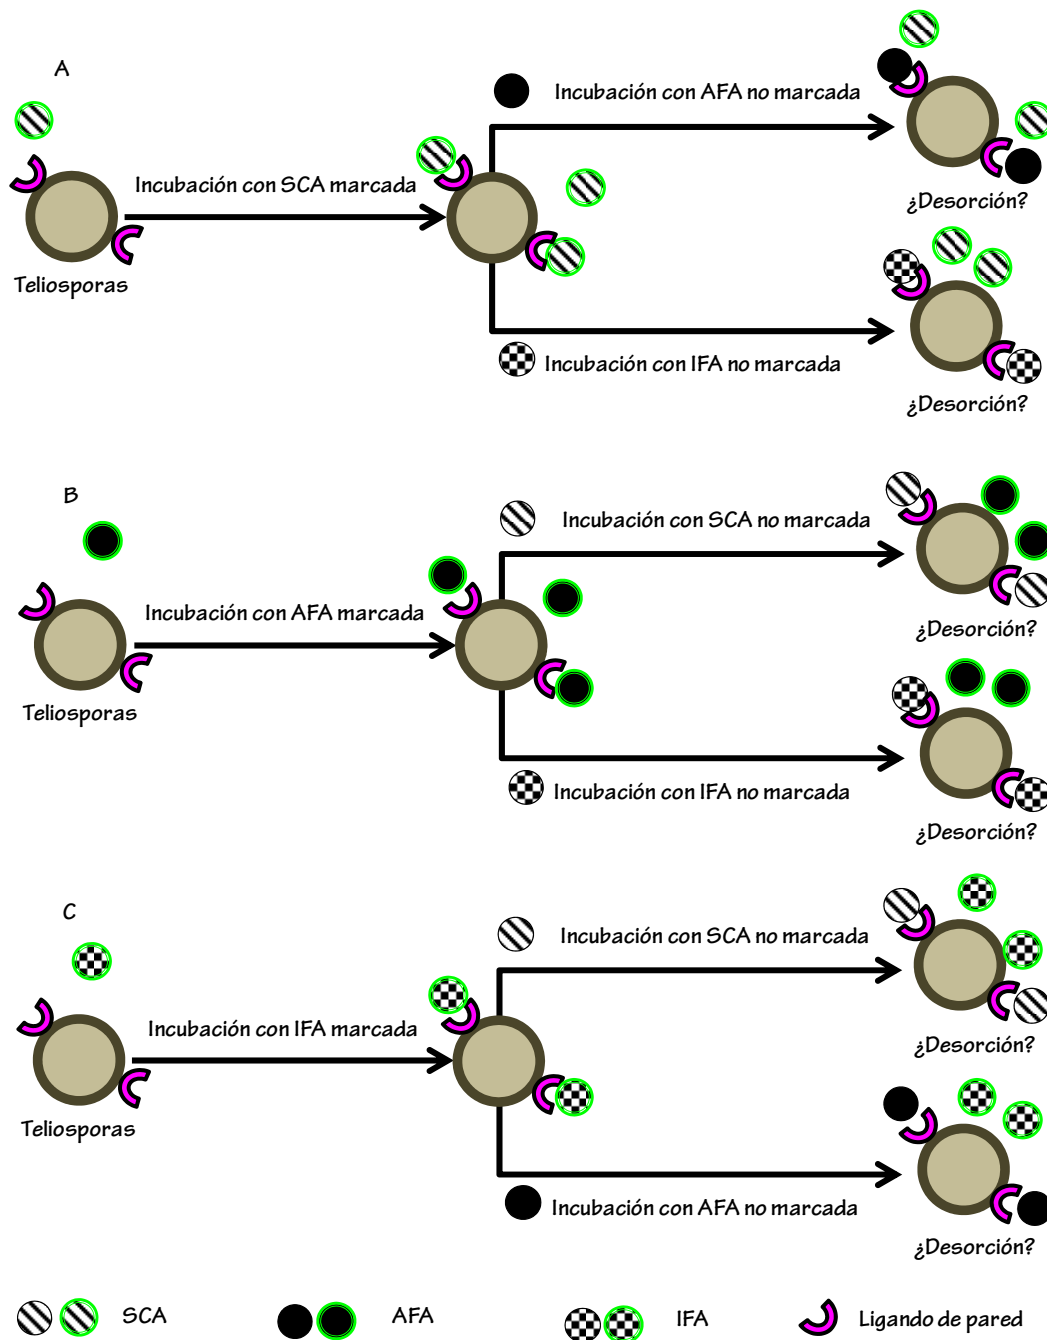 A
Incubación con AFA no marcada
Incubación con SCA marcada
¿Desorción?
Teliosporas
Incubación con IFA no marcada
¿Desorción?
B
Incubación con SCA no marcada
Incubación con AFA marcada
¿Desorción?
Teliosporas
Incubación con IFA no marcada
¿Desorción?
C
Incubación con SCA no marcada
Incubación con IFA marcada
¿Desorción?
Teliosporas
Incubación con AFA no marcada
¿Desorción?
SCA AFA IFA Ligando de pared